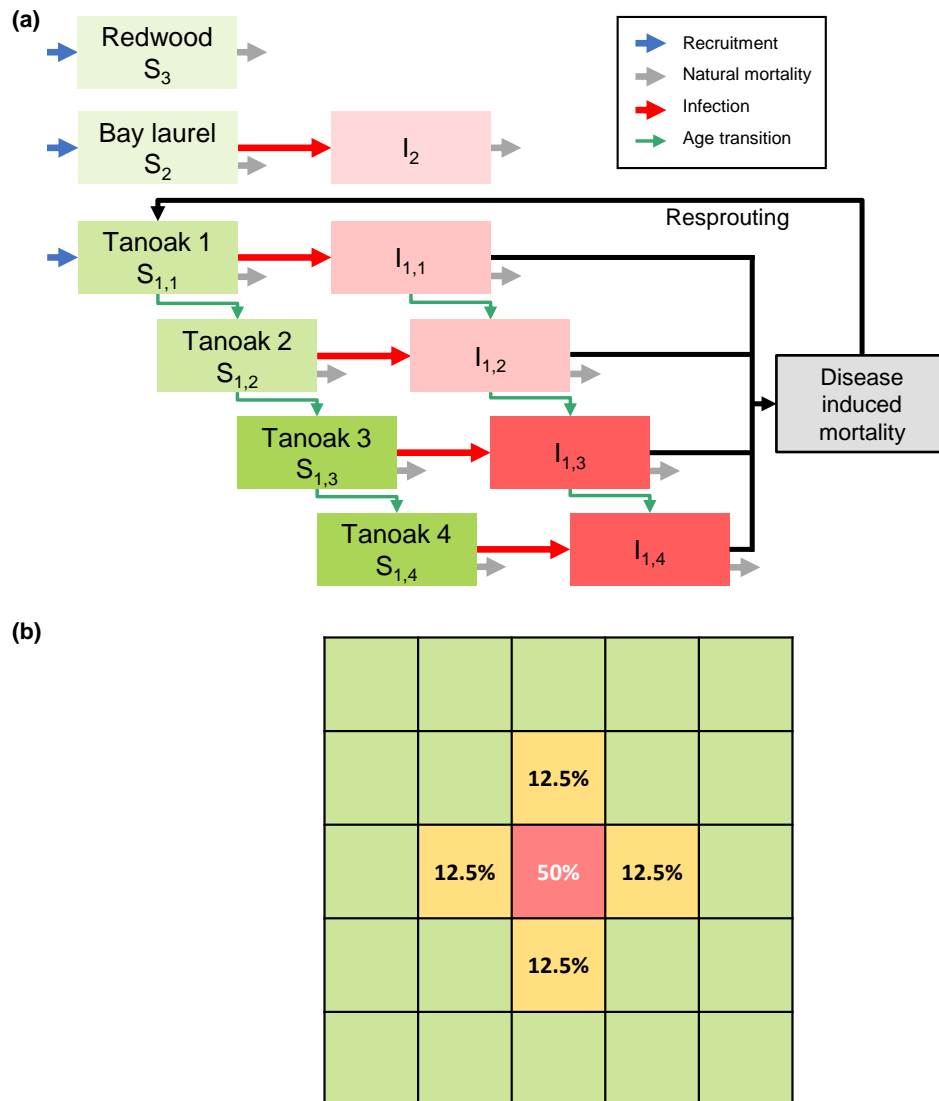 (a)
Redwood
S3
Bay laurel
S2
I2
Recruitment
Natural mortality
Infection
Age transition
Resprouting
Tanoak 1
S1,1
I1,1
Tanoak 2
S1,2
I1,2
Tanoak 3
S1,3
I1,3
Tanoak 4
S1,4
I1,4
Disease
induced
mortality
(b)
12.5%
12.5% 50% 12.5%
12.5%